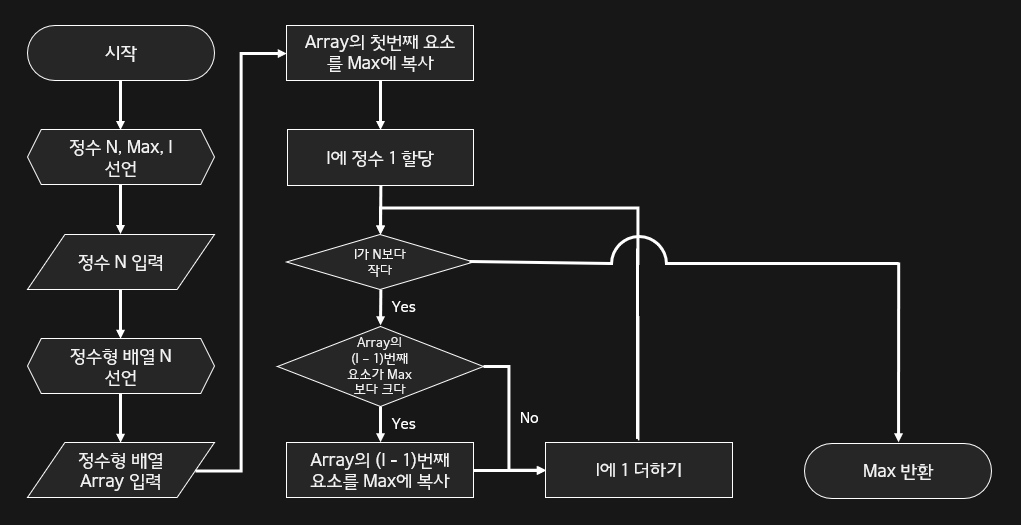 시작
정수 N, Max, I
선언
정수 N 입력
정수형 배열 N
선언
정수형 배열
Array 입력
Array의 첫번째 요소
를 Max에 복사
I에 정수 1 할당
I가 N보다
작다
Yes
Array의
(I - 1)번째
요소가 Max
보다 크다
Yes
No
Array의 (I - 1)번째
요소를 Max에 복사
I에 1 더하기
Max 반환